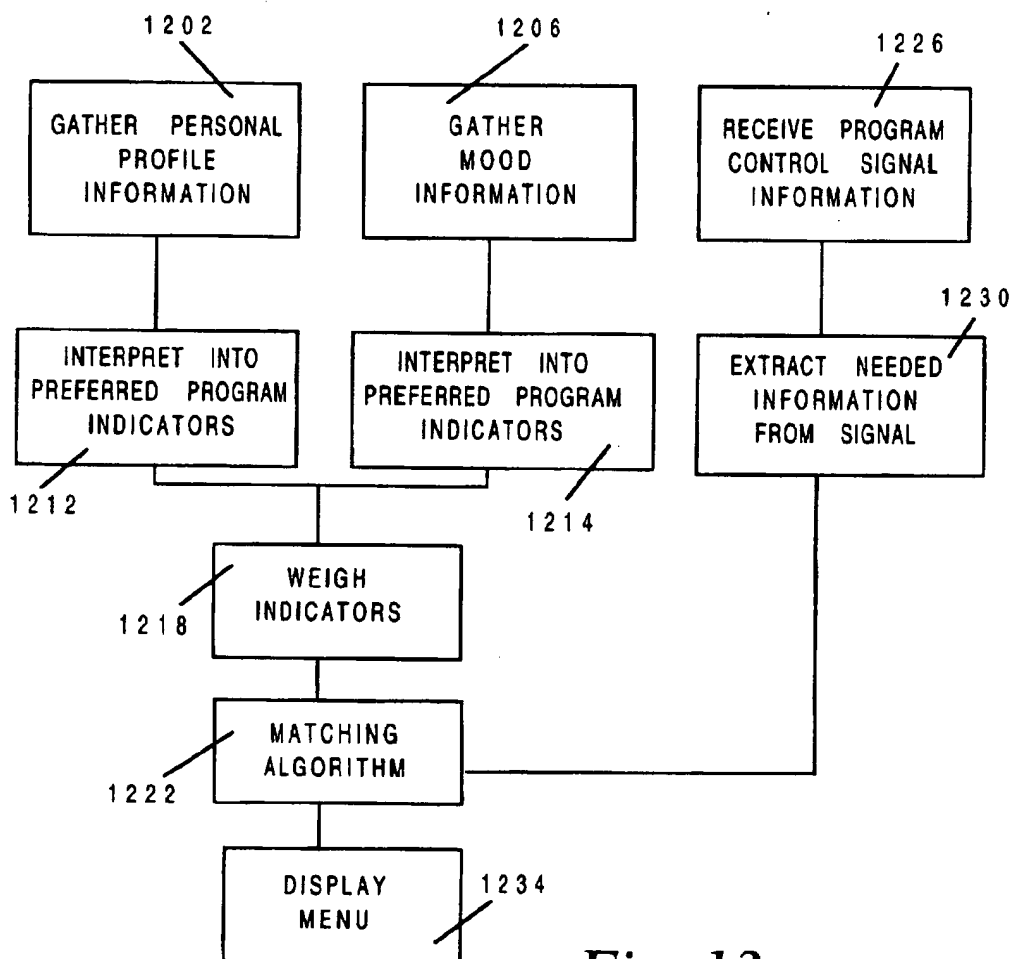 1202
1206
1226
GATHER PERSONAL
PROFILE
INFORMATION
GATHER
MOOD
INFORMATION
RECEIVE PROGRAM
CONTROL SIGNAL
INFORMATION
1230
INTERPRET INTO
PREFERRED PROGRAM
INDICATORS
INTERPRET INTO
PREFERRED PROGRAM
INDICATORS
EXTRACT NEEDED
INFORMATION
FROM SIGNAL
1212
1214
WEIGH
INDICATORS
1218
MATCHING
ALGORITHM
1222
DISPLAY
MENU
1234